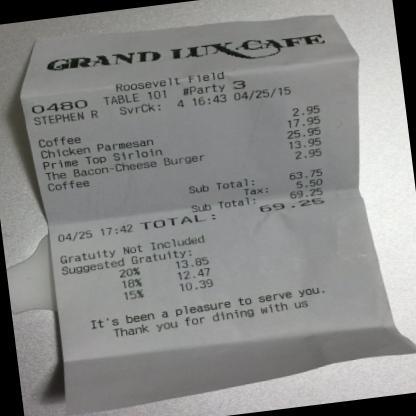 GRAND LUX CAFE
Roosevelt Field
0480 TABLE 101 #Party 3
STEPHEN R SvrCk: 4 16:43 04/25/15
Coffee 2.95
Chicken Parmesan 17.95
Prime Top Sirloin 25.95
The Bacon-Cheese Burger 13.95
Coffee 2.95
Sub Total: 63.75
Tax: 5.50
Sub Total: 69.25
04/25 17:42 TOTAL: 69.25
Gratuity Not Included
Suggested Gratuity:
20% 13.85
18% 12.47
15% 10.39
It's been a pleasure to serve you.
Thank you for dining with us